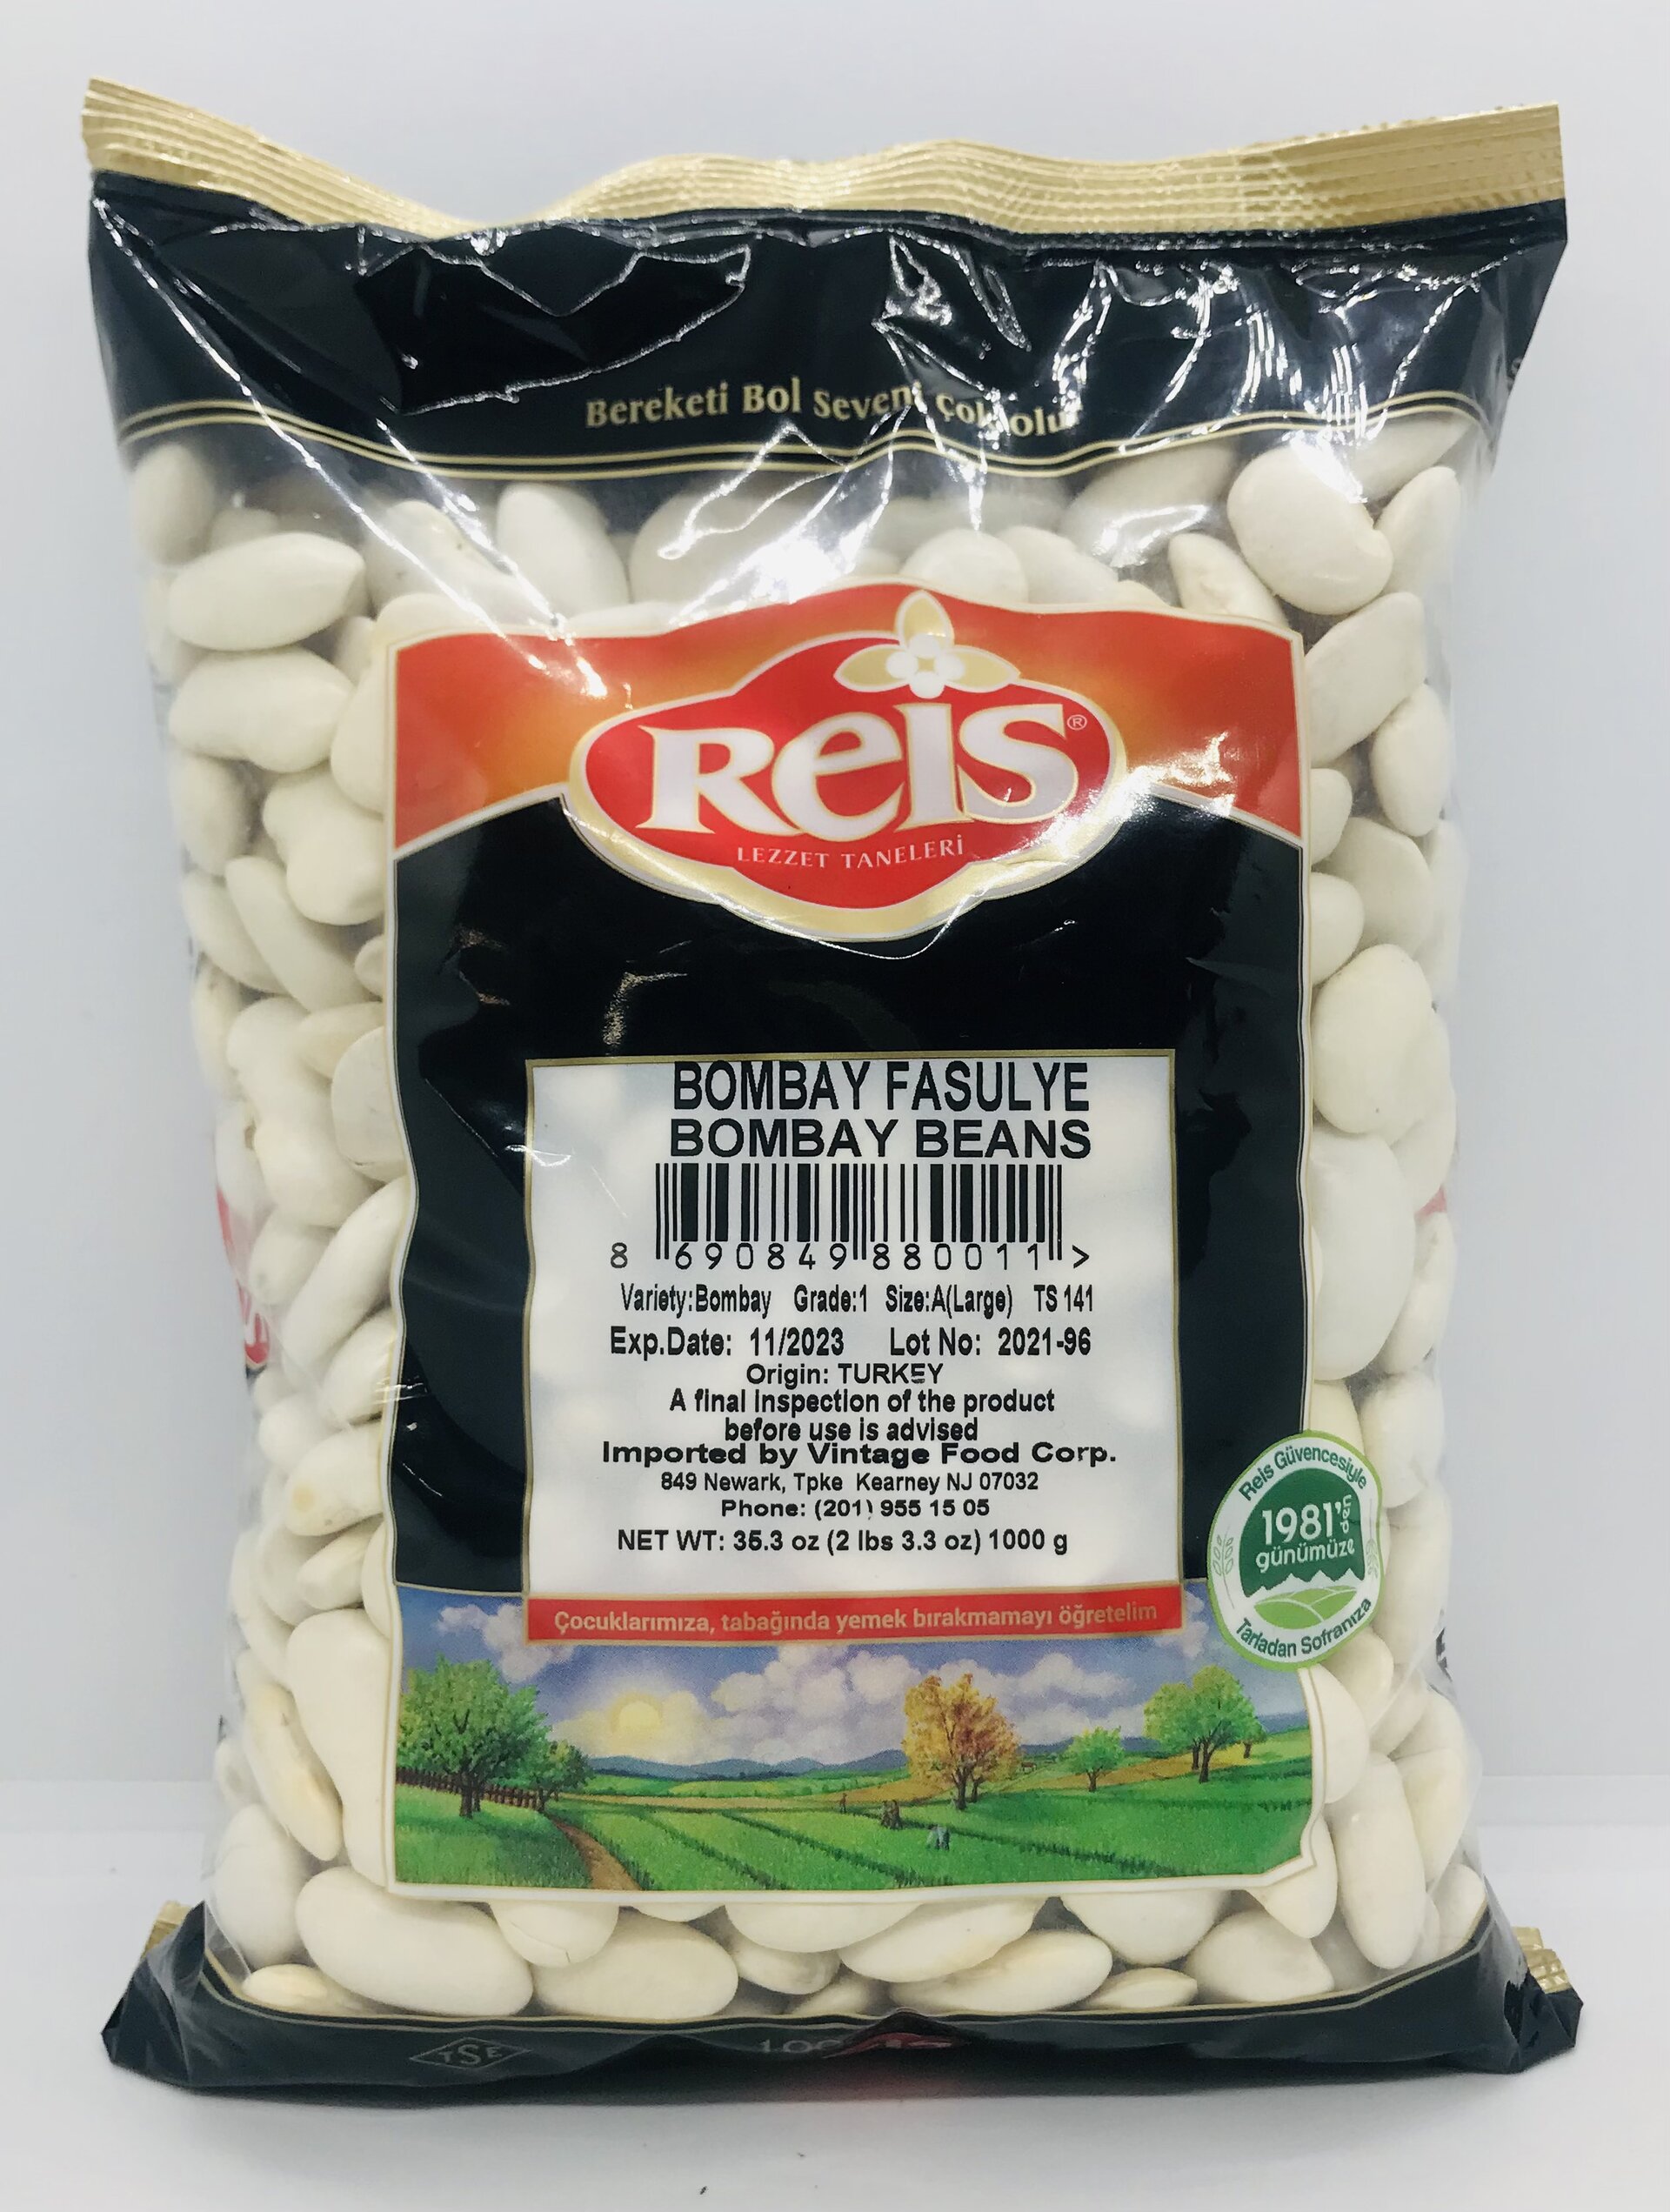 Bereketi Bol Seveni Çok olur
Reis®
LEZZET TANELERİ
BOMBAY FASULYE
BOMBAY BEANS
8 690849 880011 >
Variety:Bombay Grade:1 Size:A(Large) TS 141
Exp.Date: 11/2023 Lot No: 2021-96
Origin: TURKEY
A final inspection of the product
before use is advised
Imported by Vintage Food Corp.
849 Newark, Tpke Kearney NJ 07032
Phone: (201) 955 15 05
NET WT: 35.3 oz (2 lbs 3.3 oz) 1000 g
Reis Güvencesiyle
1981'den
günümüze
Tarladan Sofranıza
Çocuklarımıza, tabağında yemek bırakmamayı öğretelim
TSE